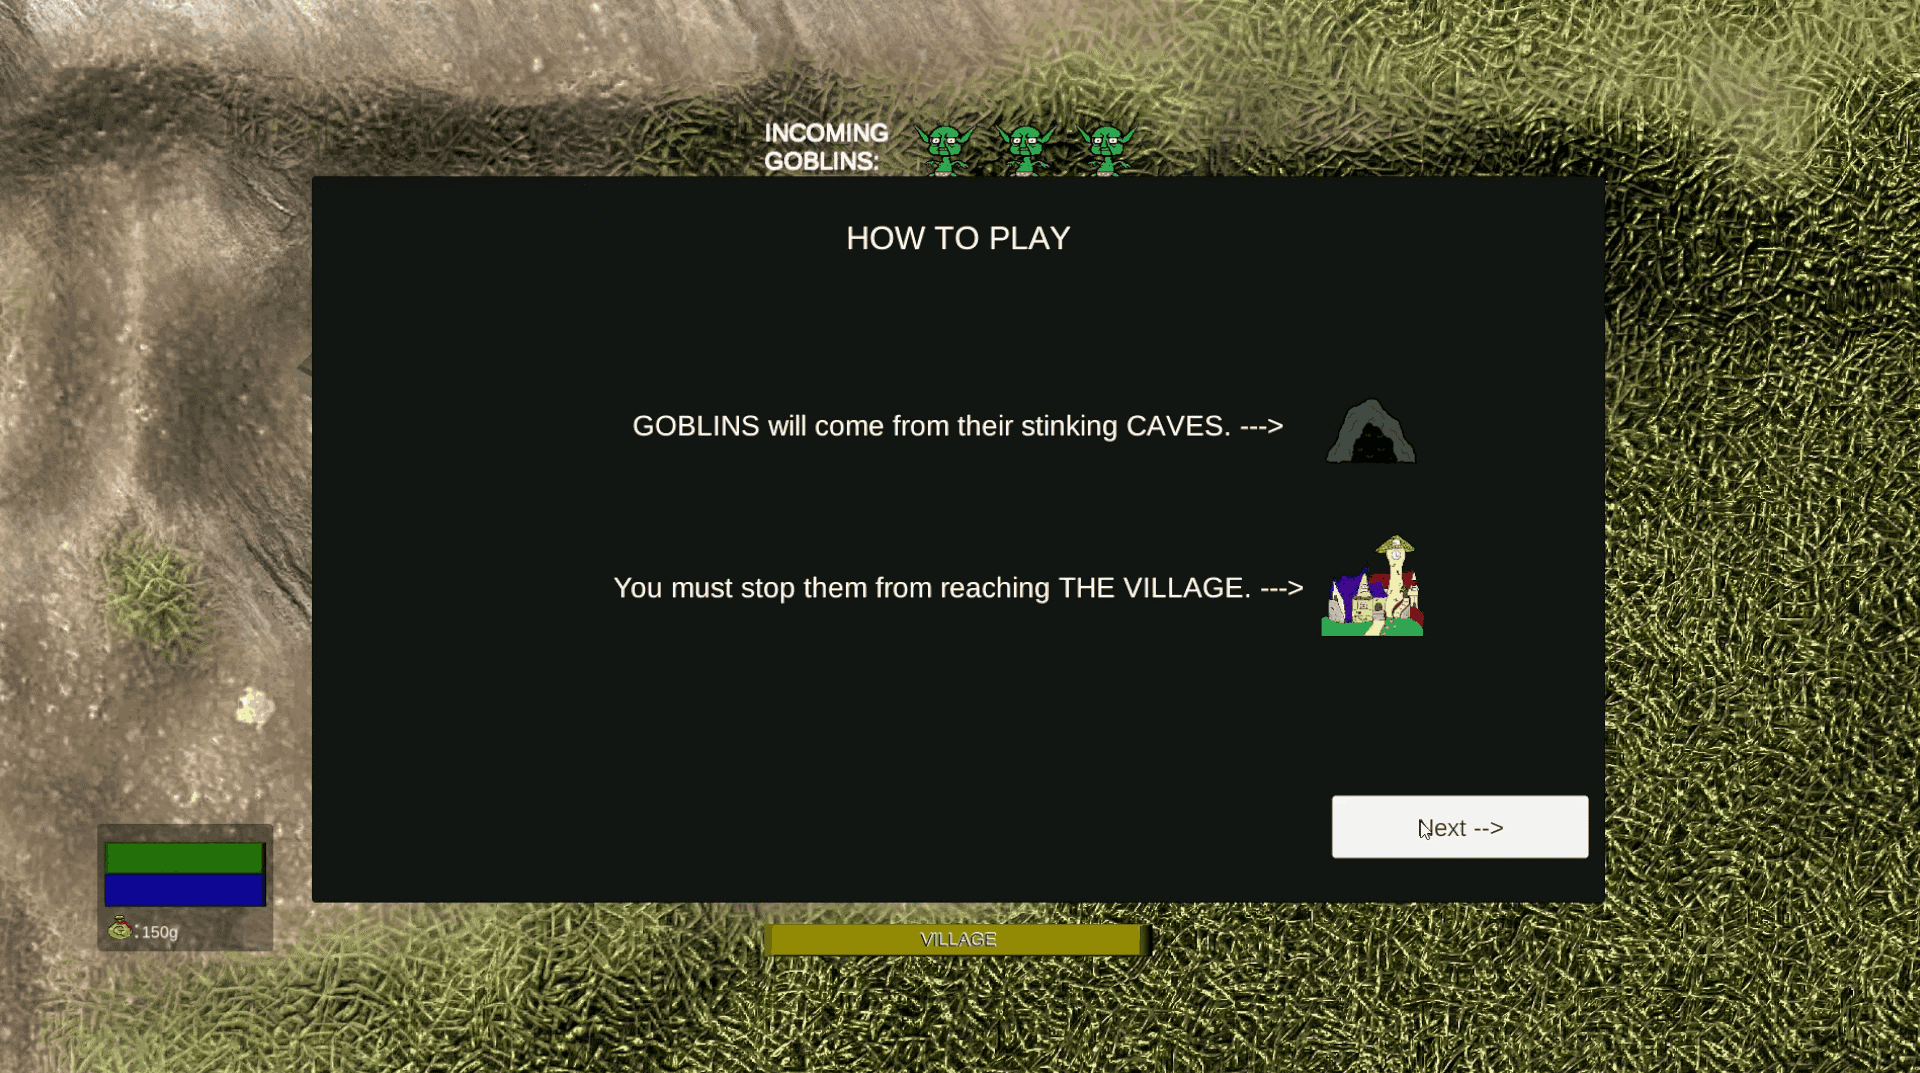 INCOMING
GOBLINS:
HOW TO PLAY
GOBLINS will come from their stinking CAVES. --->
You must stop them from reaching THE VILLAGE. --->
Next -->
:150g
VILLAGE